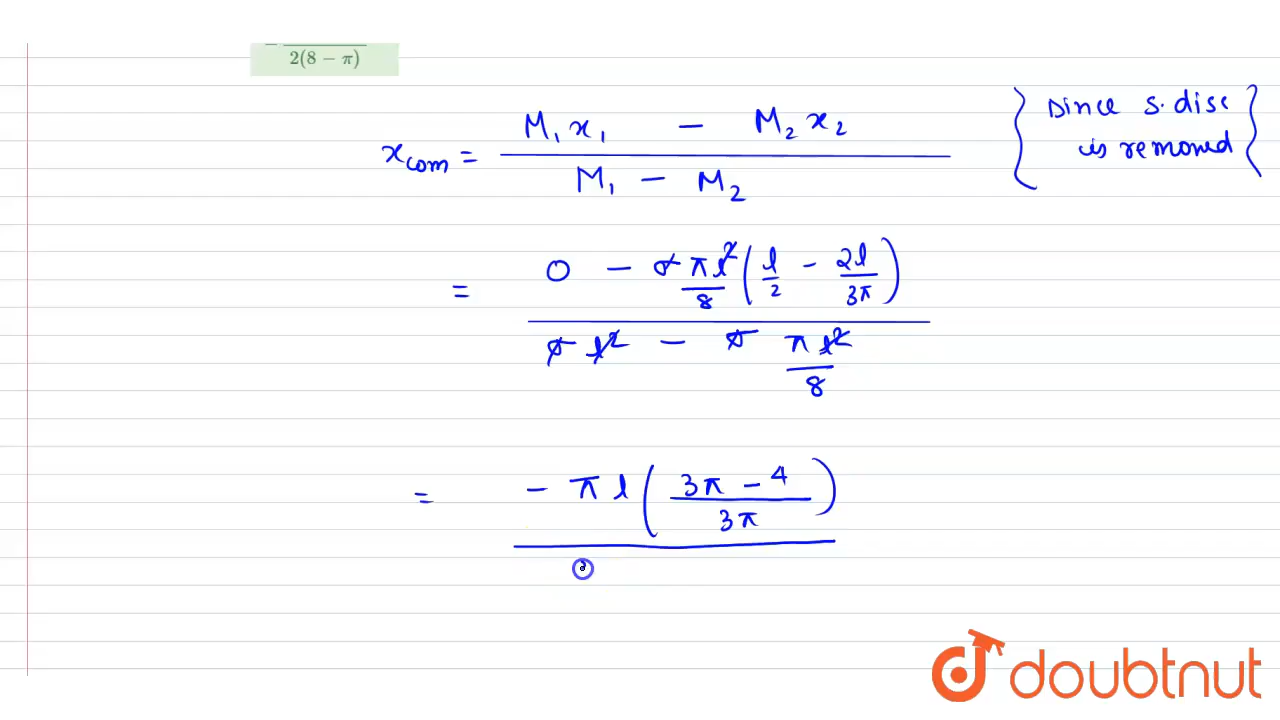 2(8 − π)
x_com = (M₁x₁ − M₂x₂) / (M₁ − M₂) { since s. disc is removed }
= (0 − σ πl²/8 (l/2 − 2l/3π)) / (σ l² − σ πl²/8)
= − π l ((3π − 4) / 3π)
doubtnut